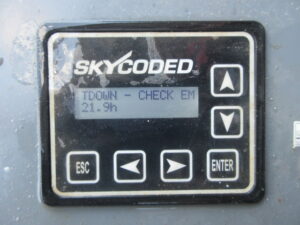 SKYCODED
TDOWN - CHECK EM
21.9h
ESC
ENTER